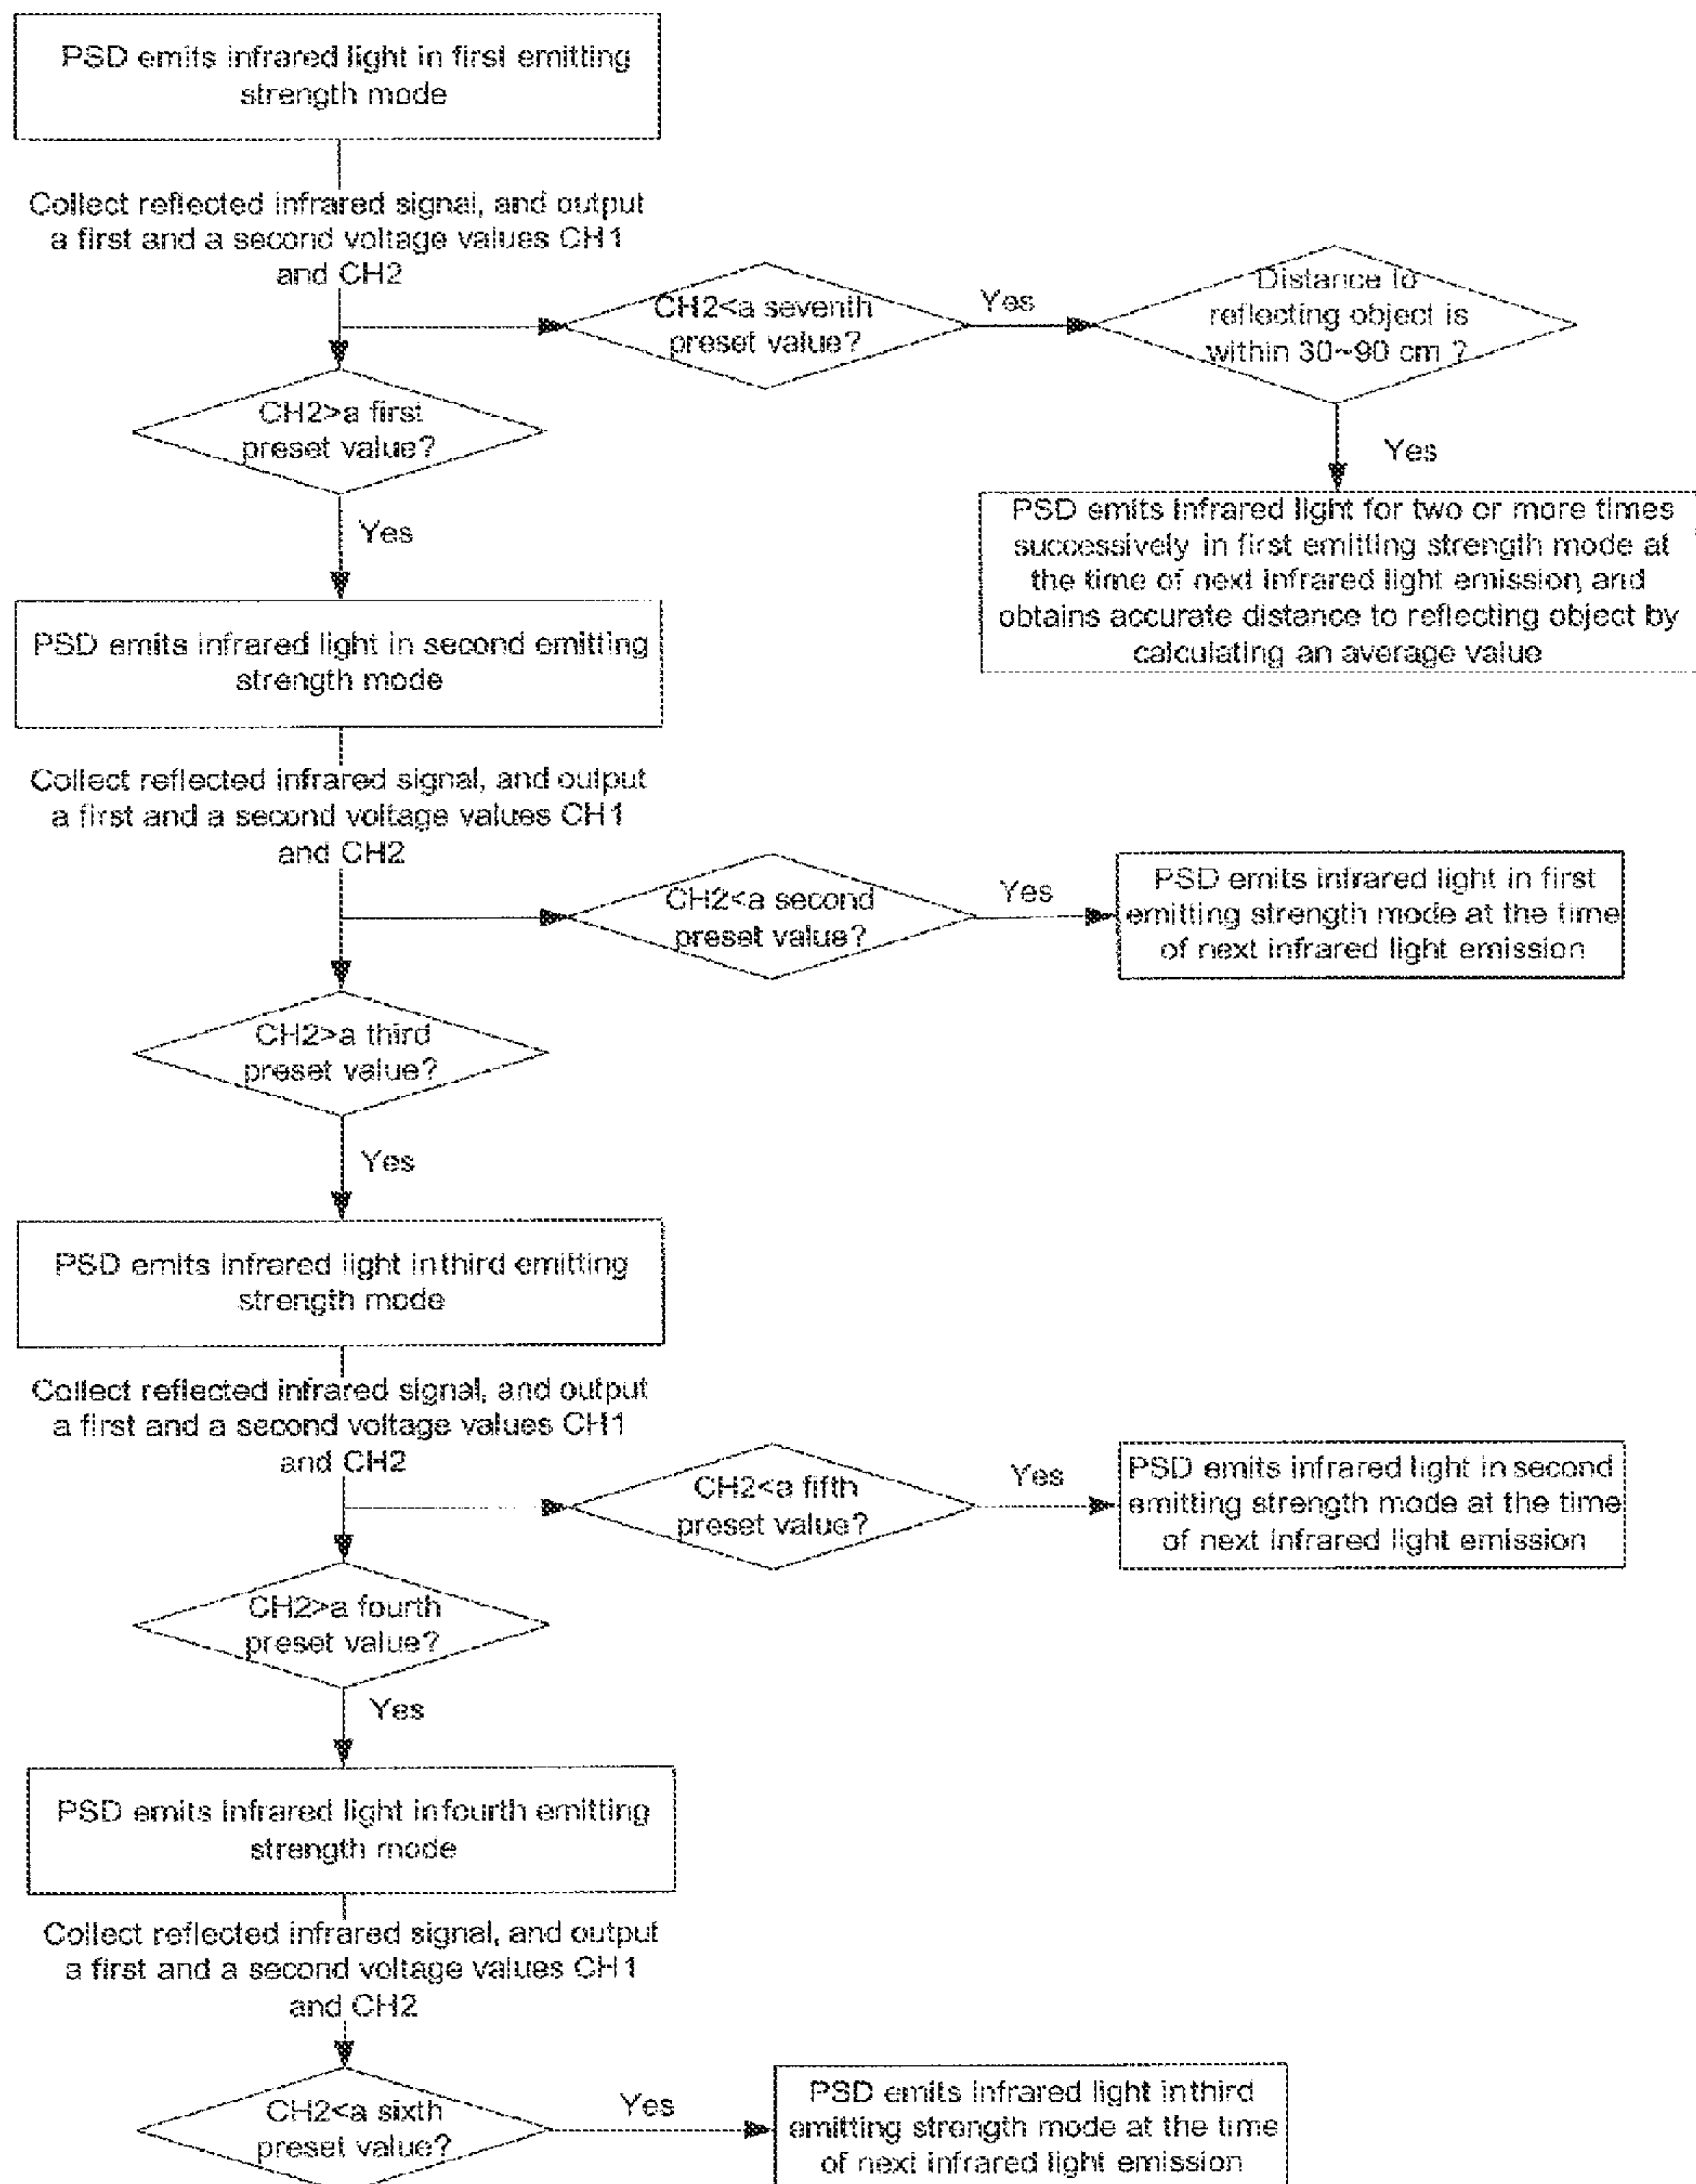 PSD emits infrared light in first emitting
strength mode
Collect reflected infrared signal, and output
a first and a second voltage values CH1
and CH2
CH2<a seventh
preset value?
Yes
Distance to
reflecting object is
within 30~90 cm ?
CH2>a first
preset value?
Yes
Yes
PSD emits infrared light for two or more times
successively in first emitting strength mode at
the time of next infrared light emission, and
obtains accurate distance to reflecting object by
calculating an average value
PSD emits infrared light in second emitting
strength mode
Collect reflected infrared signal, and output
a first and a second voltage values CH1
and CH2
CH2<a second
preset value?
Yes
PSD emits infrared light in first
emitting strength mode at the time
of next infrared light emission
CH2>a third
preset value?
Yes
PSD emits infrared light inthird emitting
strength mode
Collect reflected infrared signal, and output
a first and a second voltage values CH1
and CH2
CH2<a fifth
preset value?
Yes
PSD emits infrared light in second
emitting strength mode at the time
of next infrared light emission
CH2>a fourth
preset value?
Yes
PSD emits infrared light infourth emitting
strength mode
Collect reflected infrared signal, and output
a first and a second voltage values CH1
and CH2
CH2<a sixth
preset value?
Yes
PSD emits infrared light inthird
emitting strength mode at the time
of next infrared light emission